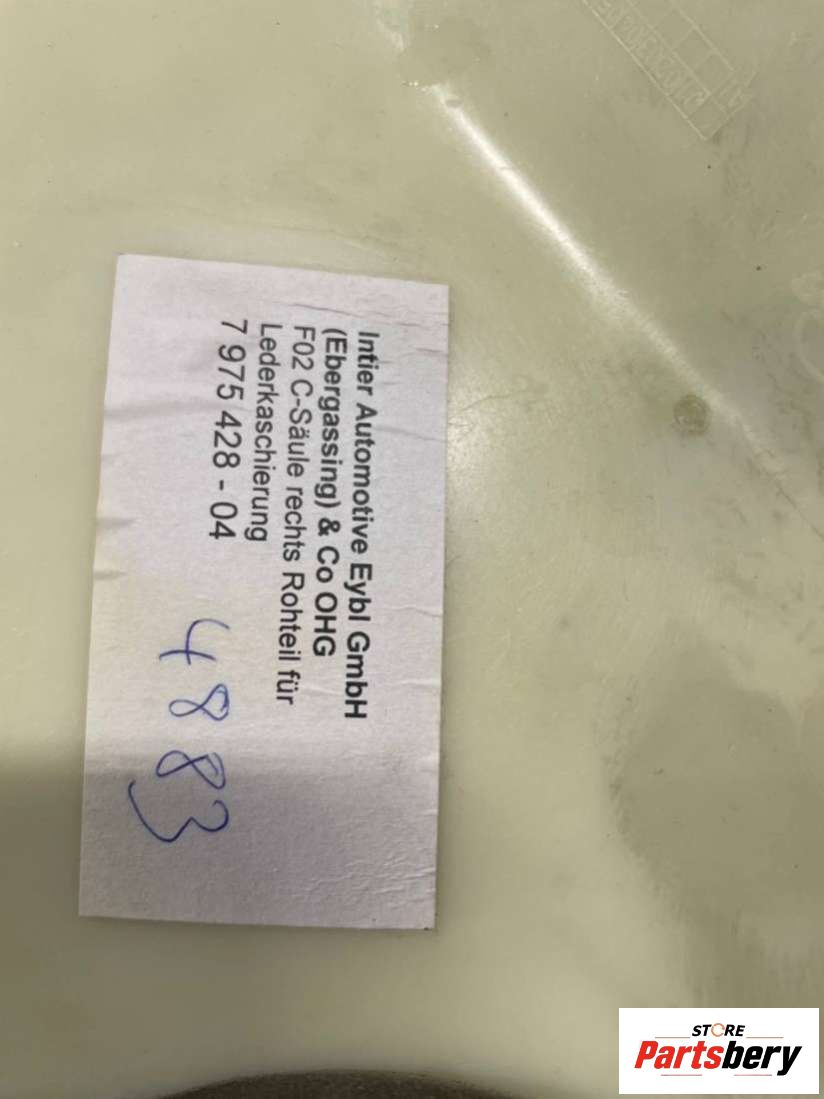 Intier Automotive Eybl GmbH
(Ebergassing) & Co OHG
F02 C-Säule rechts Rohteil für
Lederkaschierung
7 975 428 - 04
4883
STORE
Partsbery